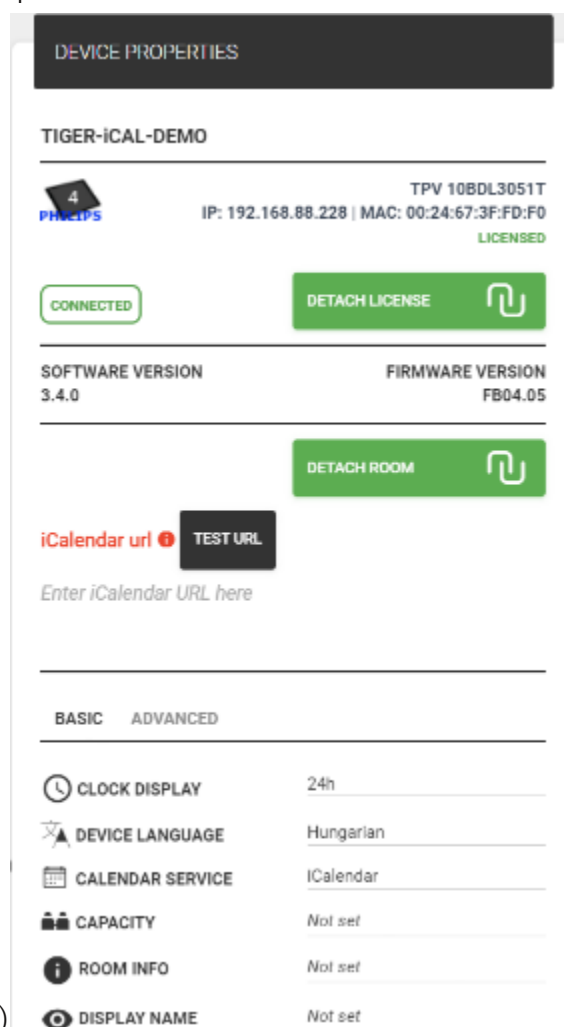 DEVICE PROPERTIES
TIGER-iCAL-DEMO
4
PHILIPS
TPV 10BDL3051T
IP: 192.168.88.228 | MAC: 00:24:67:3F:FD:F0
LICENSED
CONNECTED
DETACH LICENSE
SOFTWARE VERSION
3.4.0
FIRMWARE VERSION
FB04.05
DETACH ROOM
iCalendar url
TEST URL
Enter iCalendar URL here
BASIC ADVANCED
CLOCK DISPLAY 24h
DEVICE LANGUAGE Hungarian
CALENDAR SERVICE ICalendar
CAPACITY Not set
ROOM INFO Not set
DISPLAY NAME Not set